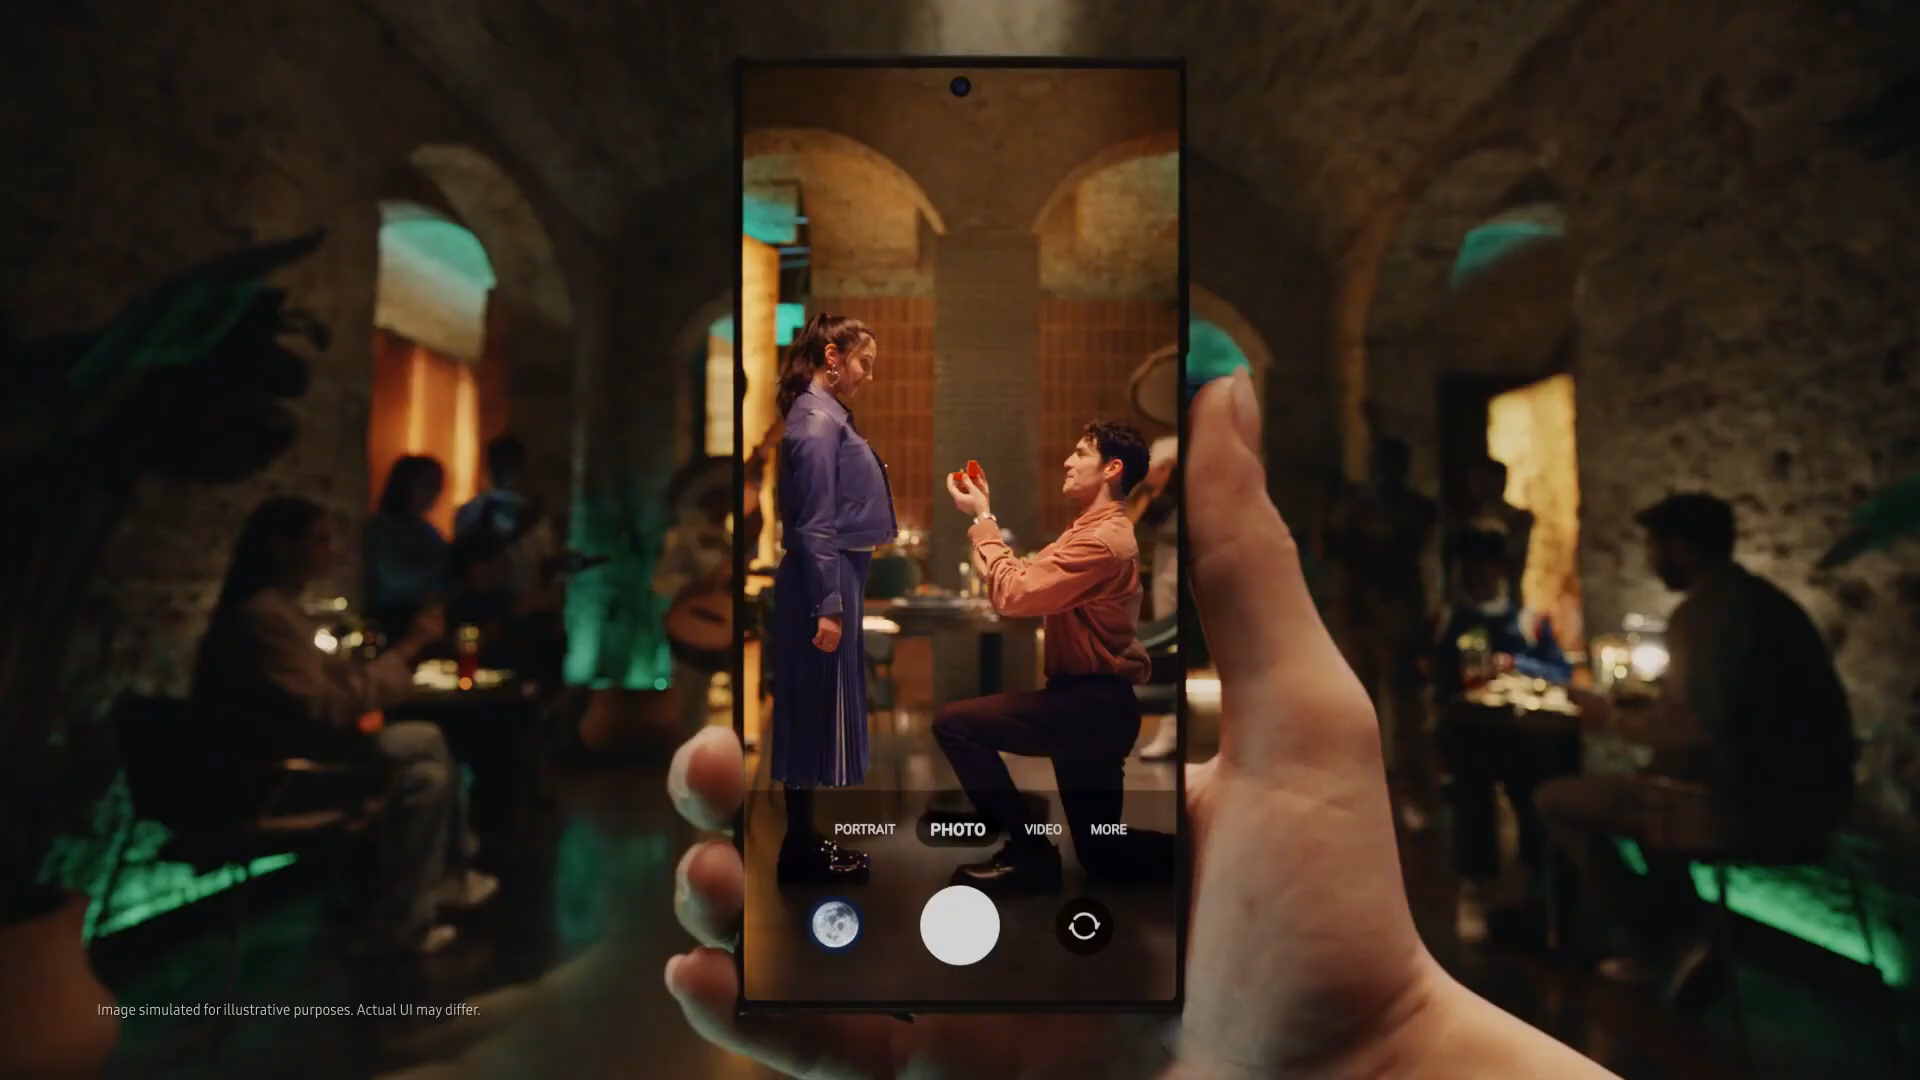 PORTRAIT PHOTO VIDEO MORE
Image simulated for illustrative purposes. Actual UI may differ.